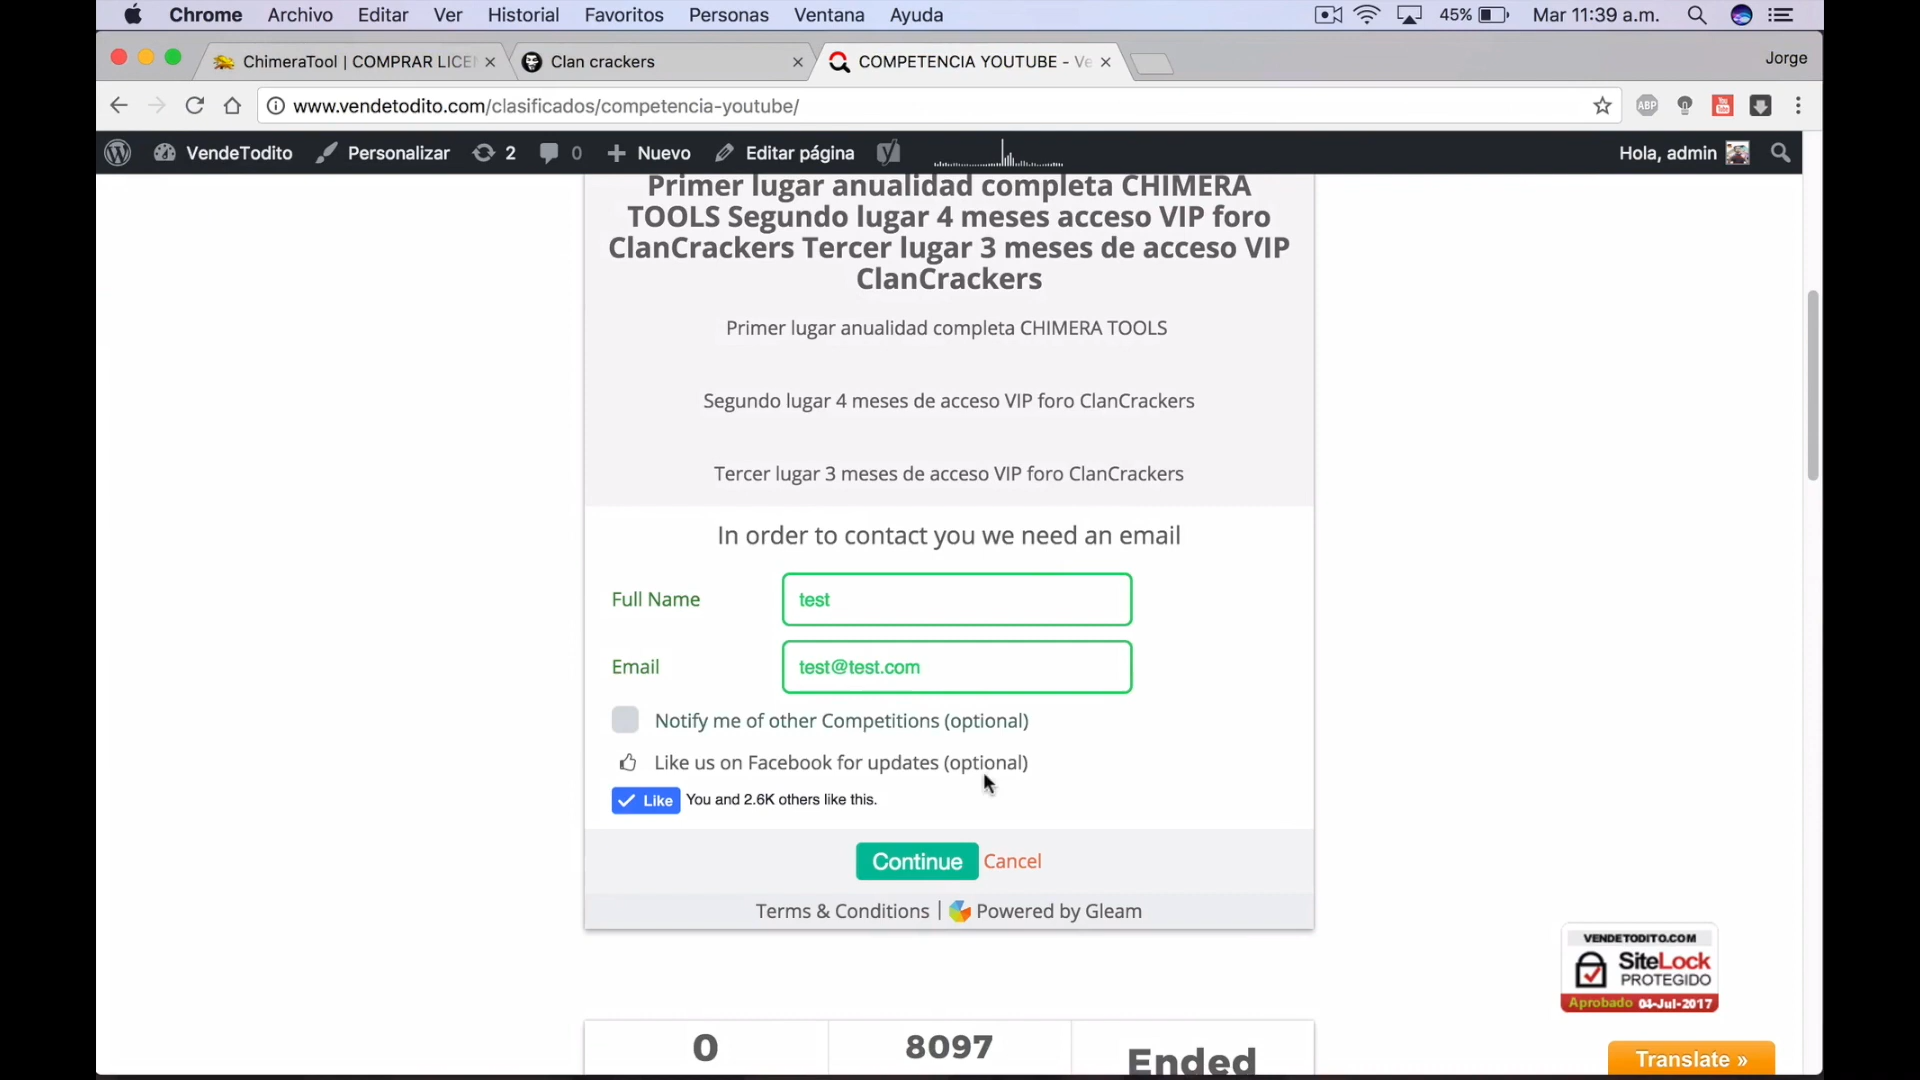 Chrome Archivo Editar Ver Historial Favoritos Personas Ventana Ayuda 45% Mar 11:39 a.m.
ChimeraTool | COMPRAR LICEN Clan crackers COMPETENCIA YOUTUBE - Ve Jorge
www.vendetodito.com/clasificados/competencia-youtube/ ABP
VendeTodito Personalizar 2 0 Nuevo Editar página Hola, admin
Primer lugar anualidad completa CHIMERA
TOOLS Segundo lugar 4 meses acceso VIP foro
ClanCrackers Tercer lugar 3 meses de acceso VIP
ClanCrackers
Primer lugar anualidad completa CHIMERA TOOLS
Segundo lugar 4 meses de acceso VIP foro ClanCrackers
Tercer lugar 3 meses de acceso VIP foro ClanCrackers
In order to contact you we need an email
Full Name test
Email test@test.com
Notify me of other Competitions (optional)
Like us on Facebook for updates (optional)
Like You and 2.6K others like this.
Continue Cancel
Terms & Conditions | Powered by Gleam
VENDETODITO.COM
SiteLock
PROTEGIDO
Aprobado 04-Jul-2017
0 8097 Ended
Translate »